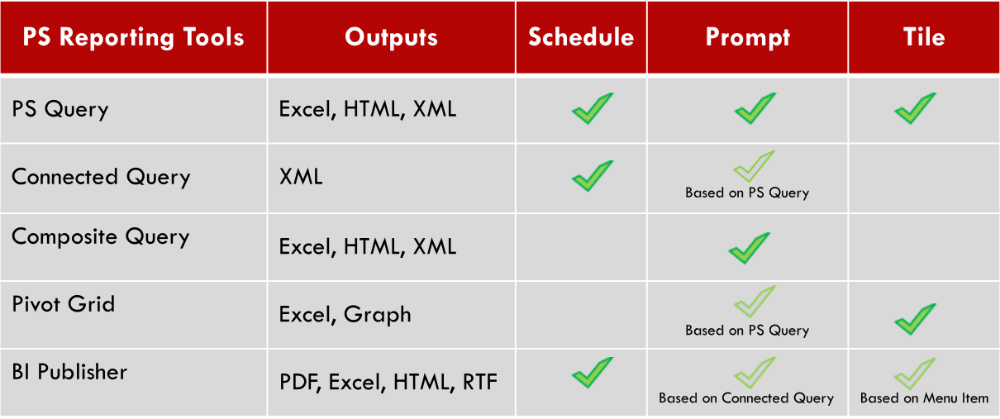 PS Reporting Tools Outputs Schedule Prompt Tile
PS Query Excel, HTML, XML
Connected Query XML
Based on PS Query
Composite Query
Excel, HTML, XML
Pivot Grid
Excel, Graph
Based on PS Query
BI Publisher
PDF, Excel, HTML, RTF
Based on Connected Query Based on Menu Item